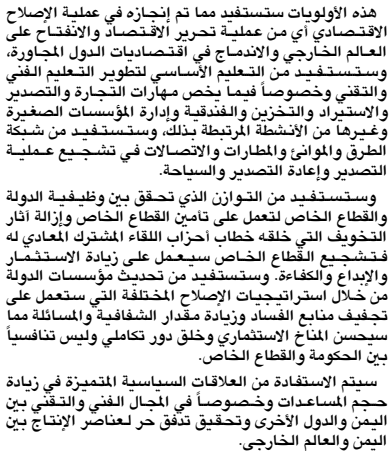 هذه الأولويات ستستفيد مما تم إنجازه في عملية الإصلاح
الاقتصادي أي من عملية تحرير الاقتصاد والانفتاح على
العالم الخارجي والاندماج في اقتصاديات الدول المجاورة،
وستستفيد من التعليم الأساسي لتطوير التعليم الفني
والتقني وخصوصاً فيما يخص مهارات التجارة والتصدير
والاستيراد والتخزين والفندقية وإدارة المؤسسات الصغيرة
وغيرها من الأنشطة المرتبطة بذلك، وستستفيد من شبكة
الطرق والموانئ والمطارات والاتصالات في تشجيع عملية
التصدير وإعادة التصدير والسياحة.
وستستفيد من التوازن الذي تحقق بين وظيفية الدولة
والقطاع الخاص لتعمل على تأمين القطاع الخاص وإزالة آثار
التخويف التي خلقه خطاب أحزاب اللقاء المشترك المعادي له
فتشجيع القطاع الخاص سيعمل على زيادة الاستثمار
والإبداع والكفاءة. وستستفيد من تحديث مؤسسات الدولة
من خلال استراتيجيات الإصلاح المختلفة التي ستعمل على
تجفيف منابع الفساد وزيادة مقدار الشفافية والمسائلة مما
سيحسن المناخ الاستثماري وخلق دور تكاملي وليس تنافسياً
بين الحكومة والقطاع الخاص.
سيتم الاستفادة من العلاقات السياسية المتميزة في زيادة
حجم المساعدات وخصوصاً في المجال الفني والتقني بين
اليمن والدول الأخرى وتحقيق تدفق حر لعناصر الإنتاج بين
اليمن والعالم الخارجي.